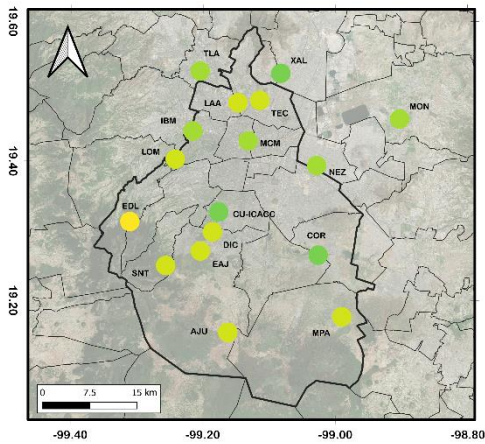 19.60
19.40
19.20
TLA
XAL
LAA
TEC
MON
IBM
MCM
LOM
NEZ
EDL
CU-ICACC
DIC
COR
EAJ
SNT
AJU
MPA
0 7.5 15 km
-99.40 -99.20 -99.00 -98.80